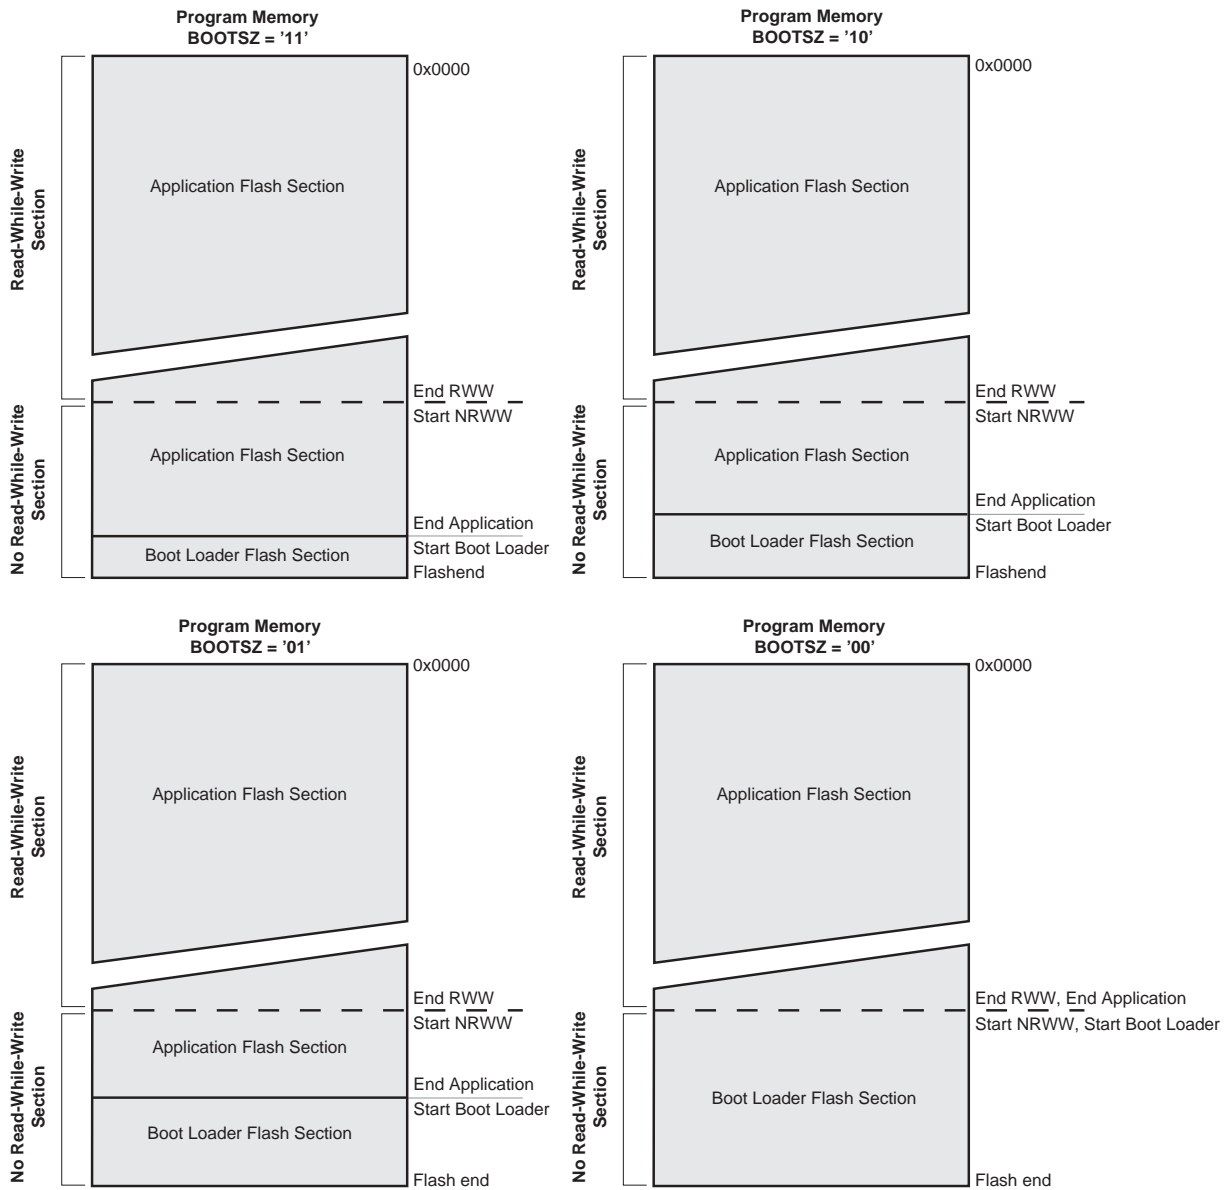 Program Memory
BOOTSZ = '11'
0x0000
Read-While-Write
Section
Application Flash Section
End RWW
Start NRWW
No Read-While-Write
Section
Application Flash Section
End Application
Start Boot Loader
Boot Loader Flash Section
Flashend
Program Memory
BOOTSZ = '10'
0x0000
Read-While-Write
Section
Application Flash Section
End RWW
Start NRWW
No Read-While-Write
Section
Application Flash Section
End Application
Start Boot Loader
Boot Loader Flash Section
Flashend
Program Memory
BOOTSZ = '01'
0x0000
Read-While-Write
Section
Application Flash Section
End RWW
Start NRWW
No Read-While-Write
Section
Application Flash Section
End Application
Start Boot Loader
Boot Loader Flash Section
Flash end
Program Memory
BOOTSZ = '00'
0x0000
Read-While-Write
Section
Application Flash Section
End RWW, End Application
Start NRWW, Start Boot Loader
No Read-While-Write
Section
Boot Loader Flash Section
Flash end